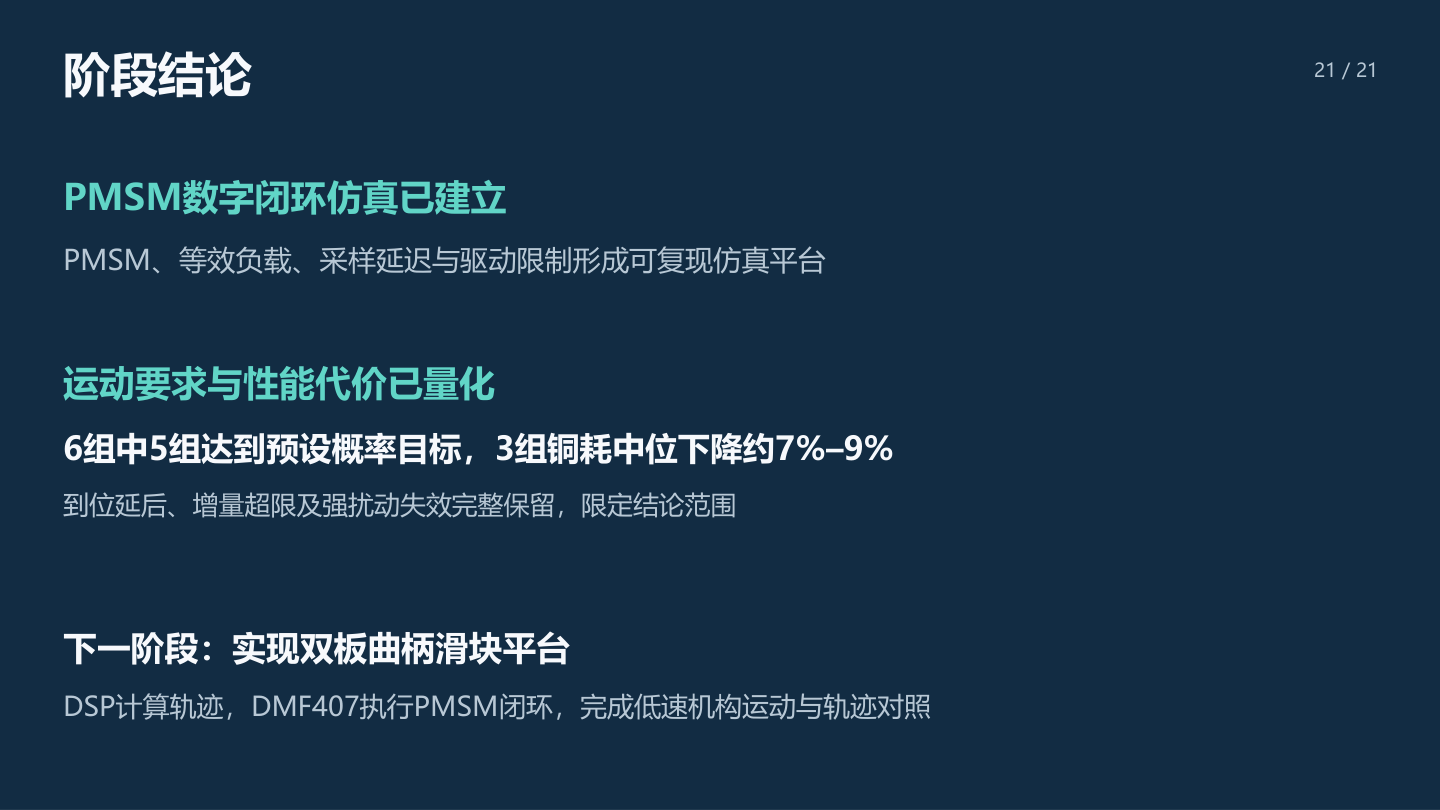 阶段结论
21 / 21
PMSM数字闭环仿真已建立
PMSM、等效负载、采样延迟与驱动限制形成可复现仿真平台
运动要求与性能代价已量化
6组中5组达到预设概率目标，3组铜耗中位下降约7%–9%
到位延后、增量超限及强扰动失效完整保留，限定结论范围
下一阶段：实现双板曲柄滑块平台
DSP计算轨迹，DMF407执行PMSM闭环，完成低速机构运动与轨迹对照